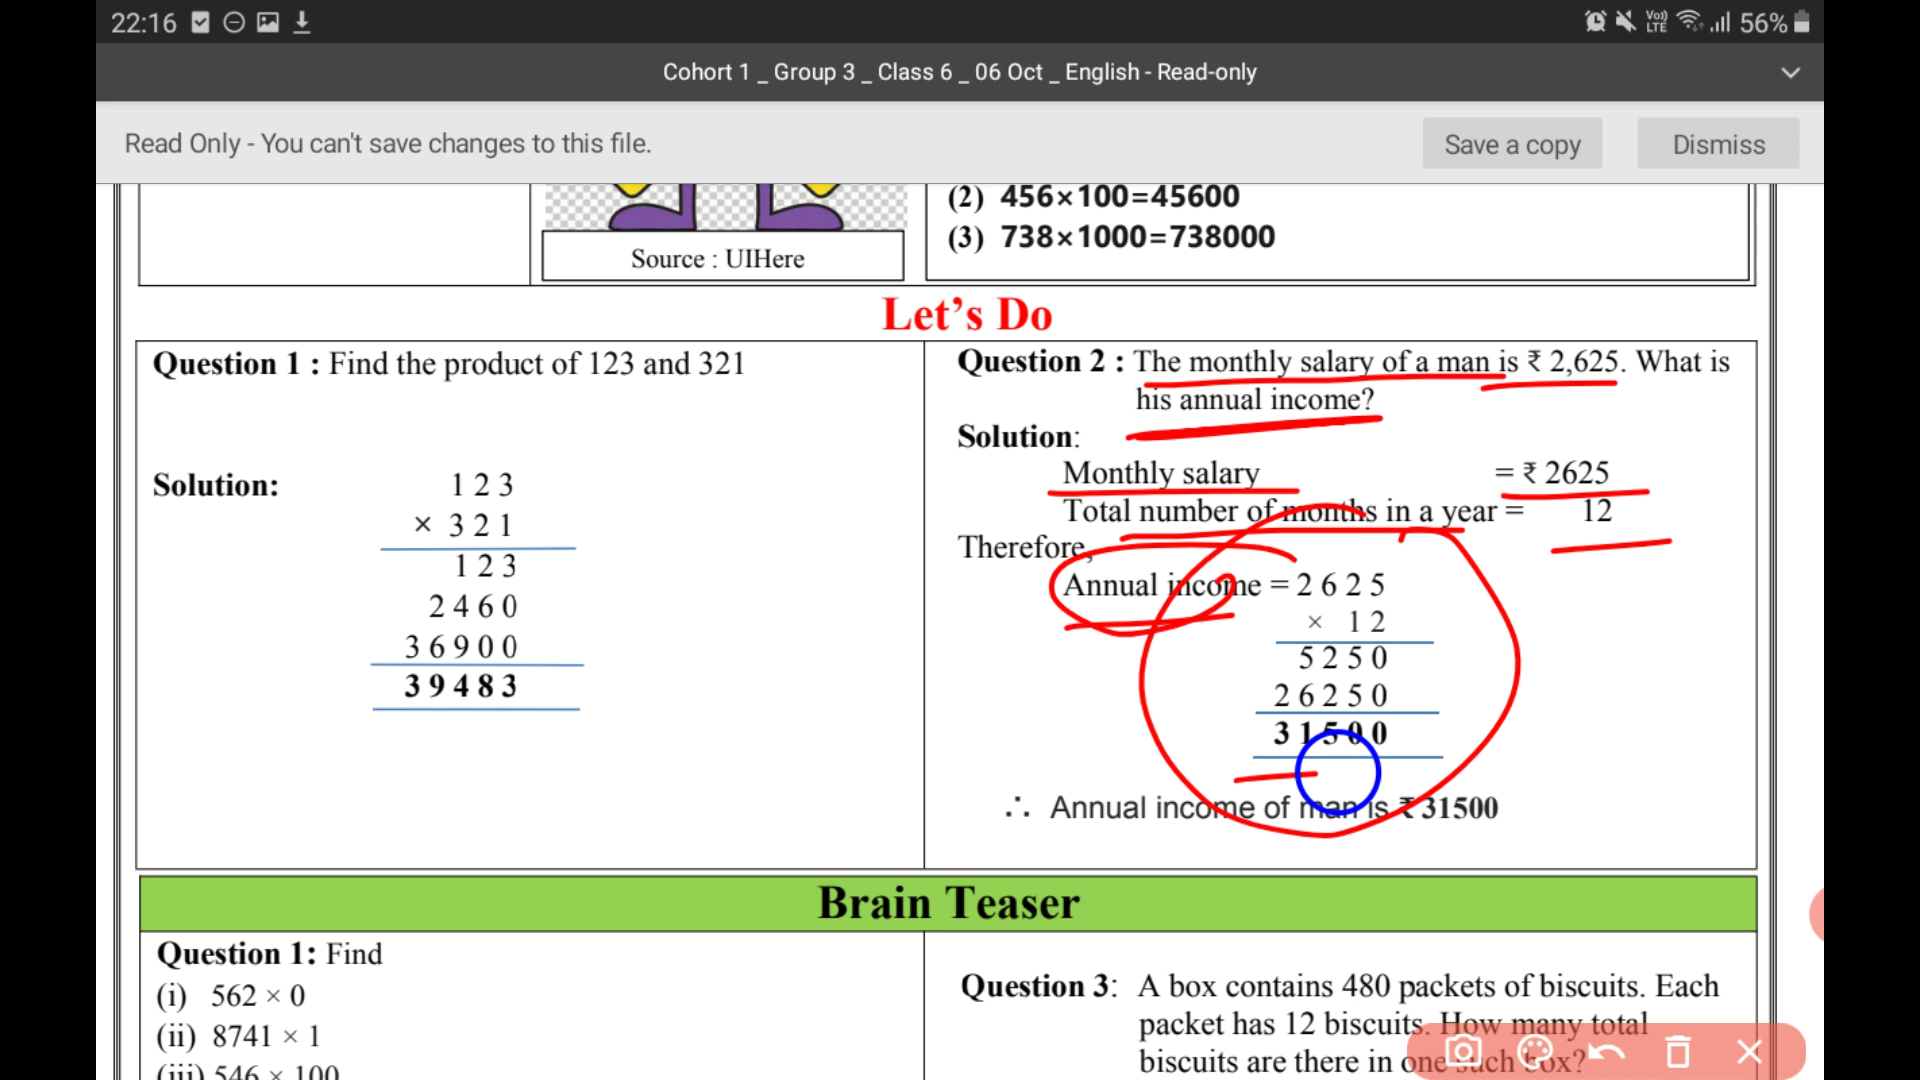 22:16
Vo)) LTE 56%
Cohort 1 _ Group 3 _ Class 6 _ 06 Oct _ English - Read-only
Read Only - You can't save changes to this file.
Save a copy
Dismiss
Source : UIHere
(2) 456×100=45600
(3) 738×1000=738000
Let's Do
Question 1 : Find the product of 123 and 321
Solution:
1 2 3
× 3 2 1
1 2 3
2 4 6 0
3 6 9 0 0
3 9 4 8 3
Question 2 : The monthly salary of a man is ₹ 2,625. What is
his annual income?
Solution:
Monthly salary = ₹ 2625
Total number of months in a year = 12
Therefore,
Annual income = 2 6 2 5
× 1 2
5 2 5 0
2 6 2 5 0
3 1 5 0 0
∴ Annual income of man is ₹ 31500
Brain Teaser
Question 1: Find
(i) 562 × 0
(ii) 8741 × 1
(iii) 546 × 100
Question 3: A box contains 480 packets of biscuits. Each
packet has 12 biscuits. How many total
biscuits are there in one such box?